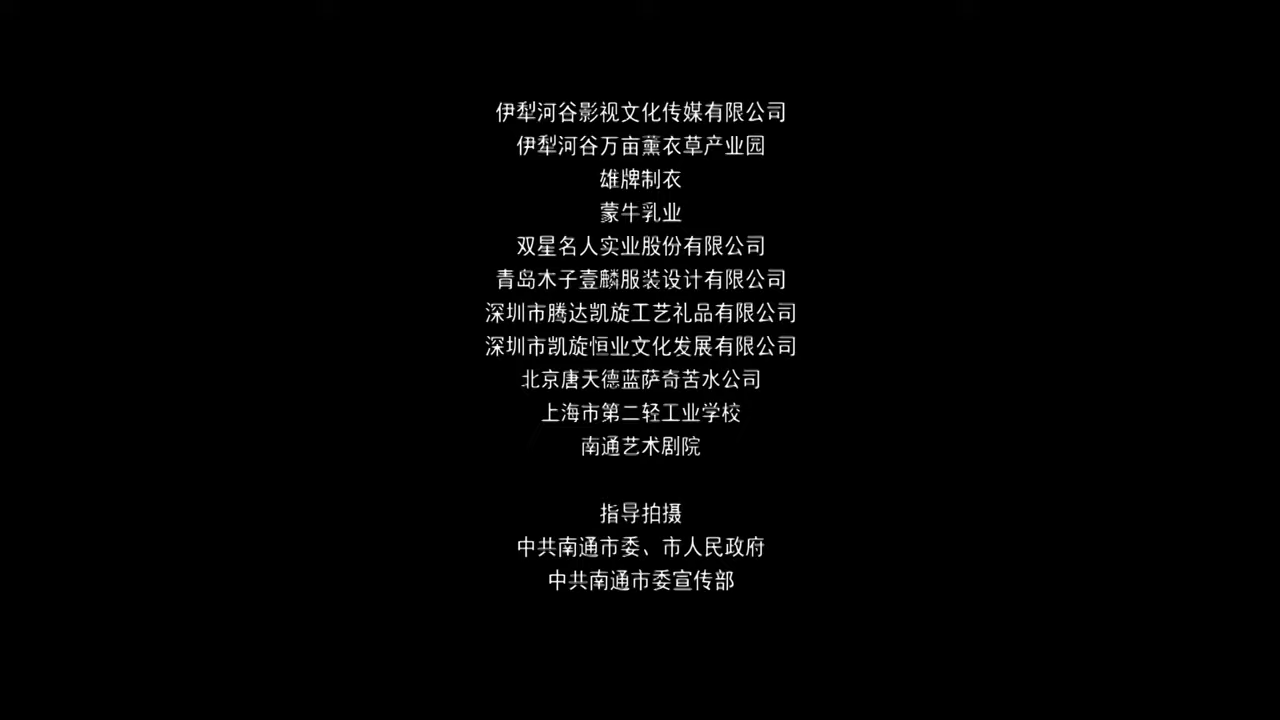 伊犁河谷影视文化传媒有限公司
伊犁河谷万亩薰衣草产业园
雄牌制衣
蒙牛乳业
双星名人实业股份有限公司
青岛木子壹麟服装设计有限公司
深圳市腾达凯旋工艺礼品有限公司
深圳市凯旋恒业文化发展有限公司
北京唐天德蓝萨奇苦水公司
上海市第二轻工业学校
南通艺术剧院
指导拍摄
中共南通市委、市人民政府
中共南通市委宣传部